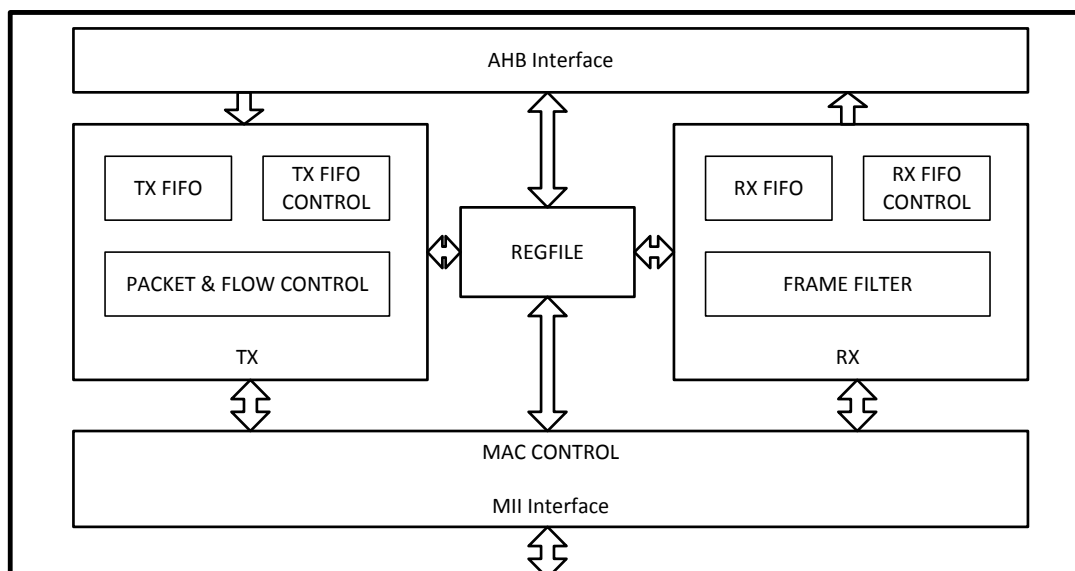 AHB Interface
TX FIFO
TX FIFO
CONTROL
PACKET & FLOW CONTROL
TX
REGFILE
RX FIFO
RX FIFO
CONTROL
FRAME FILTER
RX
MAC CONTROL
MII Interface